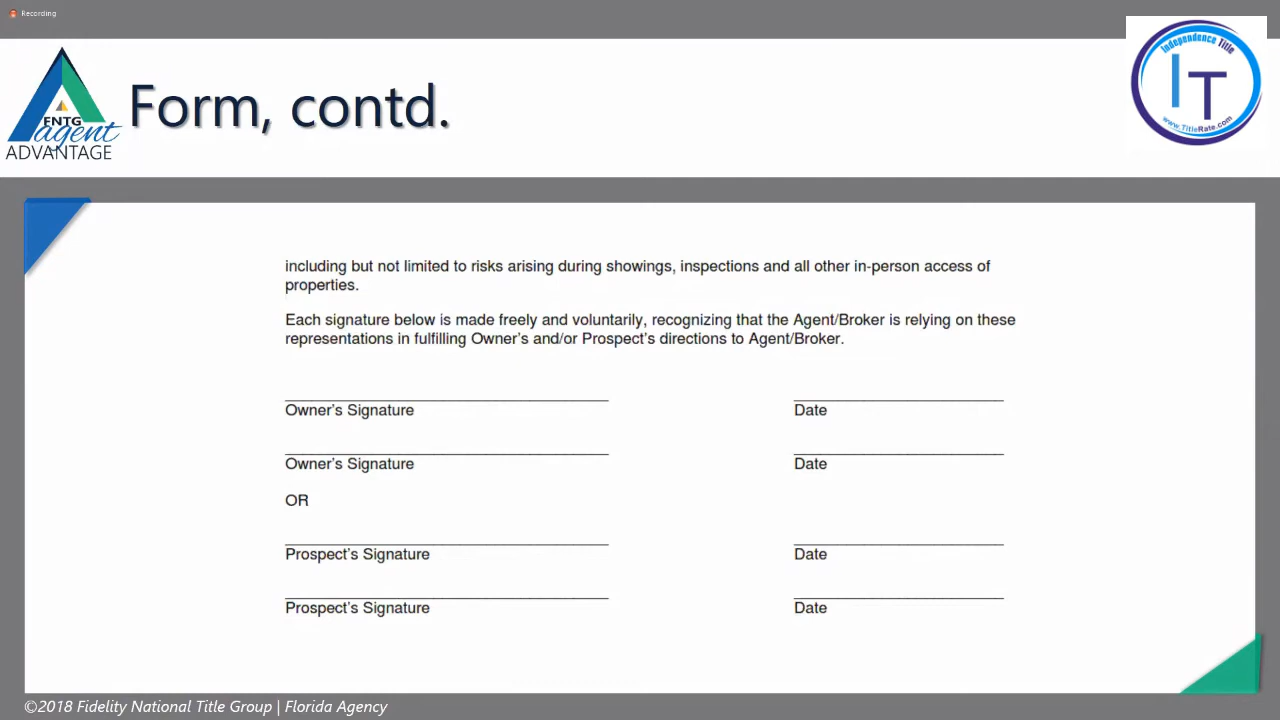 Recording
Form, contd.
FNTG
agent
ADVANTAGE
Independence Title
IT
www.TitleRate.com
including but not limited to risks arising during showings, inspections and all other in-person access of
properties.
Each signature below is made freely and voluntarily, recognizing that the Agent/Broker is relying on these
representations in fulfilling Owner’s and/or Prospect’s directions to Agent/Broker.
Owner’s Signature Date
Owner’s Signature Date
OR
Prospect’s Signature Date
Prospect’s Signature Date
©2018 Fidelity National Title Group | Florida Agency